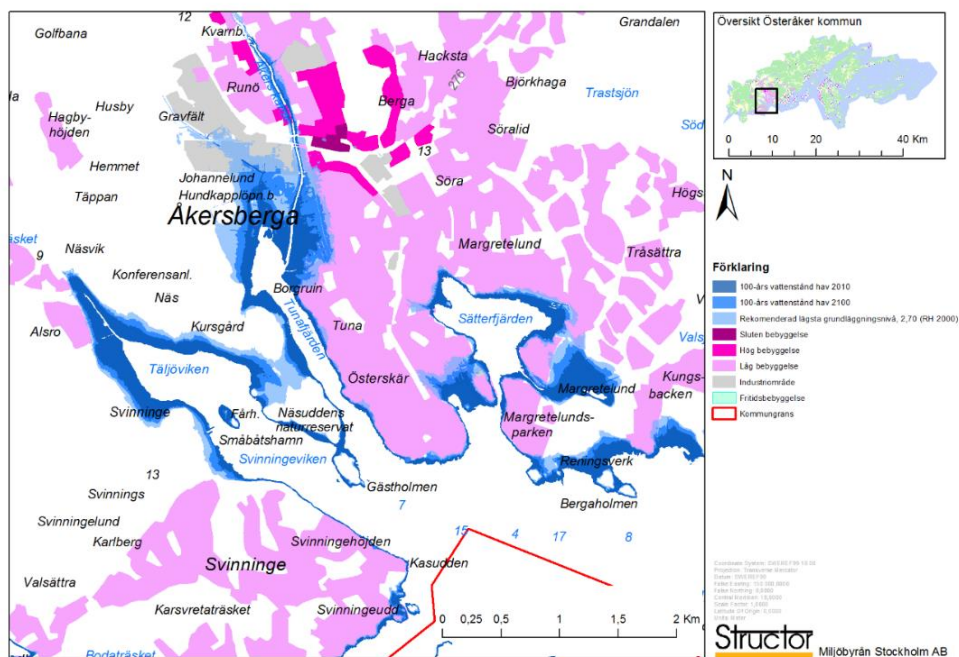 12
Golfbana
Kvarnb.
Grandalen
Hacksta
276
Björkhaga
Trastsjön
Runö
Berga
Husby
Hagby-
höjden
Gravfält
Söralid
Söd
13
Hemmet
Johannelund
Hundkapplöpn.b.
Söra
Täppan
Åkersberga
Högs
Näsvik
9
Margretelund
Tråsättra
Konferensanl.
Näs
Borgruin
Tunafjärden
Sätterfjärden
Alsro
Kursgård
Tuna
Täljöviken
Österskär
Margretelund
Kungs-
backen
Svinninge
Färh.
Näsuddens
naturreservat
Margretelunds-
parken
Småbåtshamn
Svinningeviken
Reningsverk
13
Gästholmen
Bergaholmen
Svinnings
7
Svinningelund
15
4
17
8
Karlberg
Svinningehöjden
Kasudden
Svinninge
Valsättra
Karsvretaträsket
Svinningeudd
Bodaträsket
0 0,25 0,5 1 1,5 2 Km
Översikt Österåker kommun
0 20 40 Km
N
Förklaring
100-års vattenstånd hav 2010
100-års vattenstånd hav 2100
Rekomenderad lägsta grundläggningsnivå, 2,70 (RH 2000)
Sluten bebyggelse
Hög bebyggelse
Låg bebyggelse
Industriområde
Fritidsbebyggelse
Kommungrans
Structor
Miljöbyrån Stockholm AB